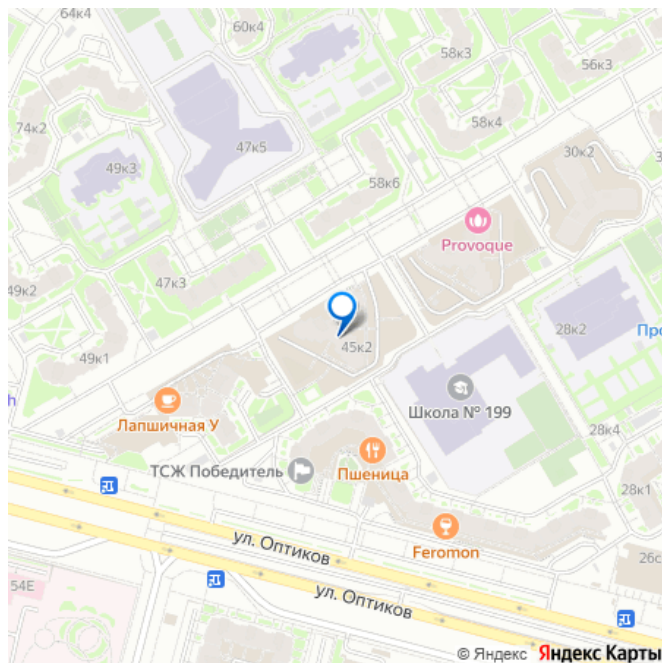 64к4
60к4
58к3
56к3
74к2
47к5
58к4
49к3
30к2
58к6
Provoque
47к3
49к2
28к2
Про
45к2
49к1
Школа № 199
Лапшичная У
28к4
ТСЖ Победитель
Пшеница
28к1
ул. Оптиков
Feromon
54Е
ул. Оптиков
© Яндекс Яндекс Карты